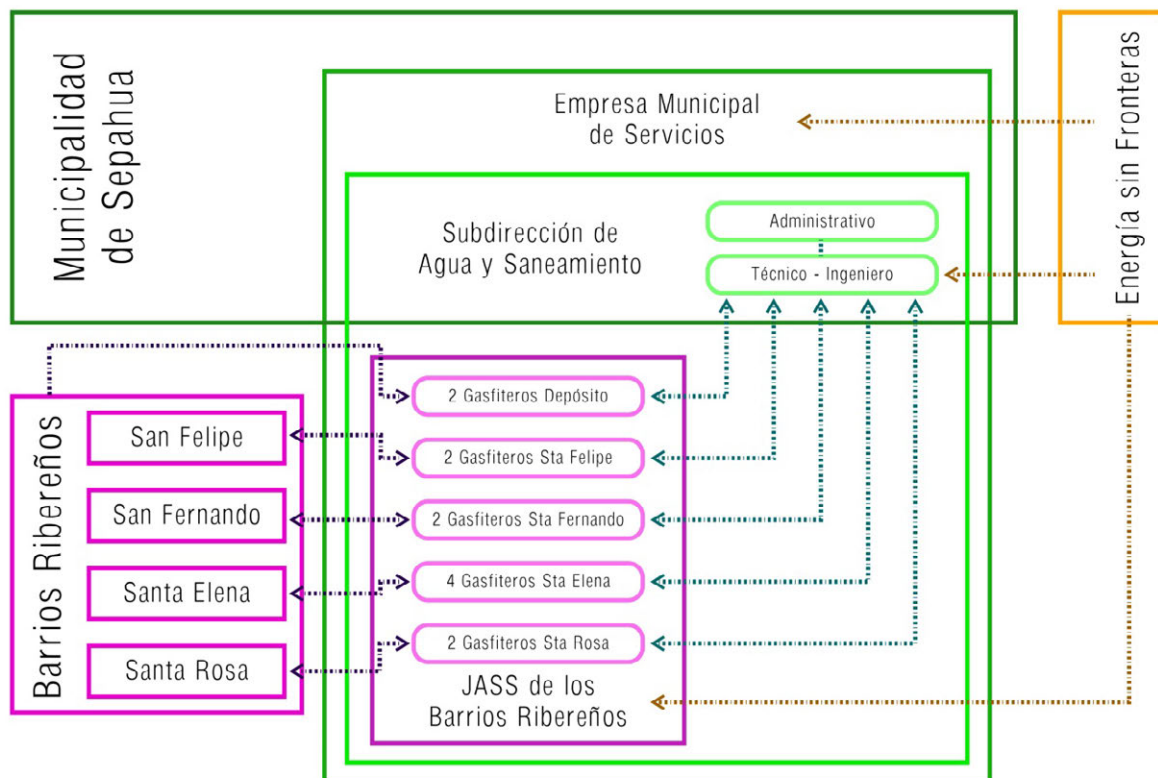 Municipalidad
de Sepahua
Empresa Municipal
de Servicios
Energía sin Fronteras
Subdirección de
Agua y Saneamiento
Administrativo
Técnico - Ingeniero
Barrios Ribereños
San Felipe
San Fernando
Santa Elena
Santa Rosa
2 Gasfiteros Depósito
2 Gasfiteros Sta Felipe
2 Gasfiteros Sta Fernando
4 Gasfiteros Sta Elena
2 Gasfiteros Sta Rosa
JASS de los
Barrios Ribereños